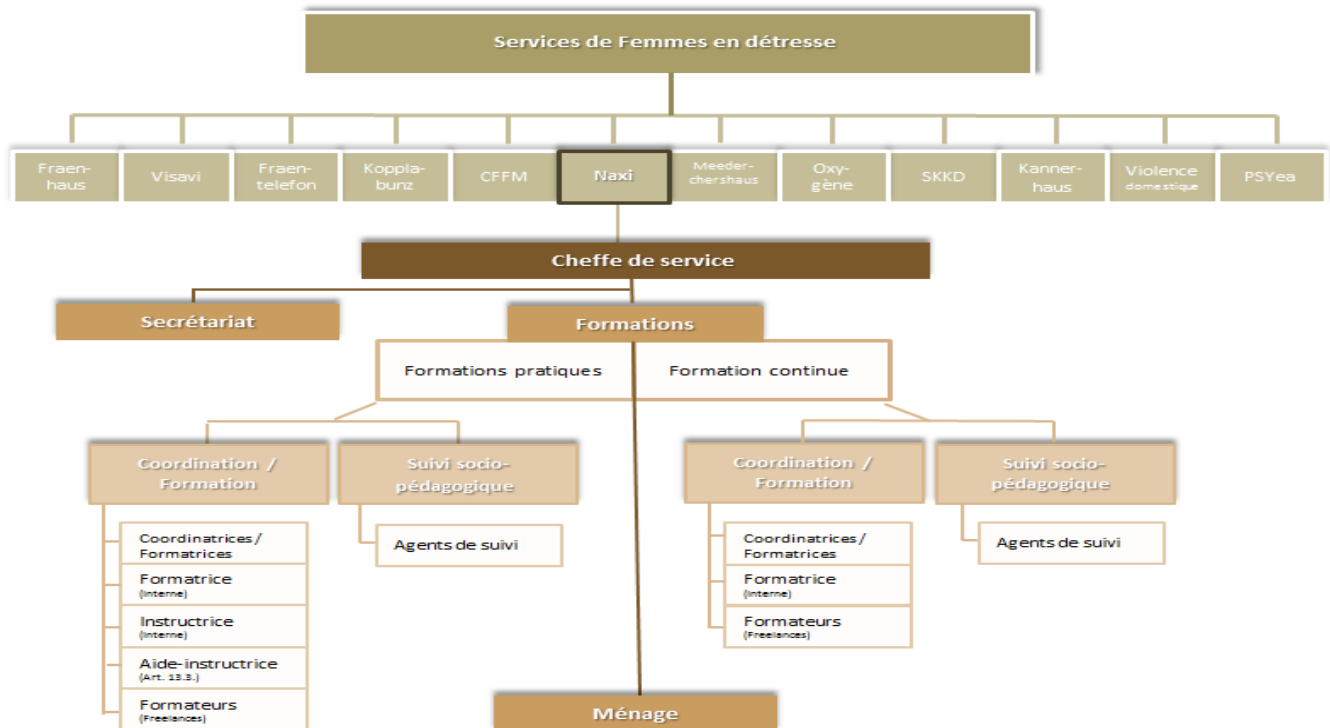 Services de Femmes en détresse
Fraen-
haus
Visavi
Fraen-
telefon
Koppla-
bunz
CFFM
Naxi
Meeder-
chershaus
Oxy-
gène
SKKD
Kanner-
haus
Violence
domestique
PSYea
Cheffe de service
Secrétariat
Formations
Formations pratiques
Formation continue
Coordination /
Formation
Suivi socio-
pédagogique
Coordination /
Formation
Suivi socio-
pédagogique
Coordinatrices /
Formatrices
Formatrice
(Interne)
Instructrice
(Interne)
Aide-instructrice
(Art. 13.3.)
Formateurs
(Freelances)
Agents de suivi
Coordinatrices /
Formatrices
Formatrice
(Interne)
Formateurs
(Freelances)
Agents de suivi
Ménage